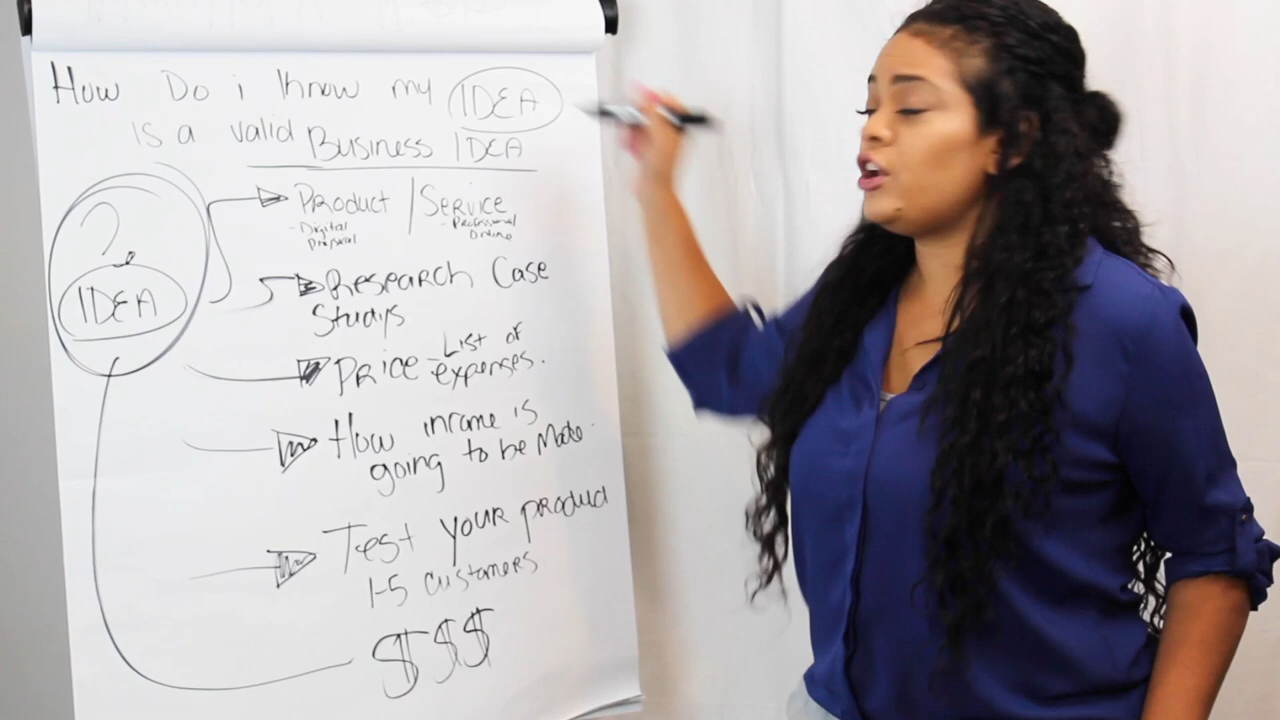 How Do i Know my IDEA
is a valid Business IDEA
?
IDEA
Product / Service
- Digital
- Professional
Online
Research Case
Studys
Price - List of
expenses.
How income is
going to be Made.
Test your product
1-5 customers
$$$